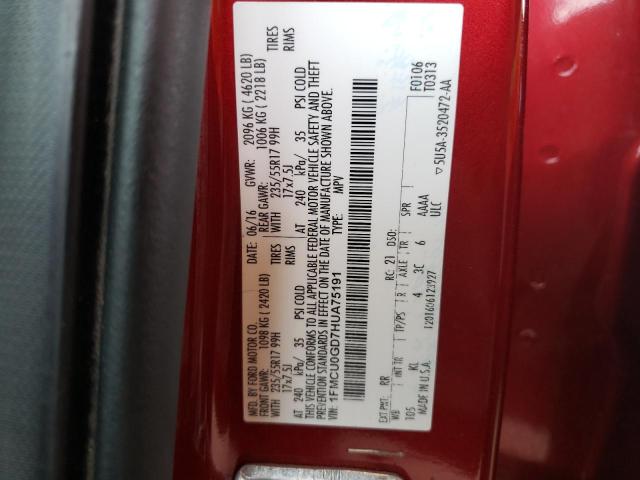 MFD. BY FORD MOTOR CO.
DATE: 06/16 GVWR: 2096 KG ( 4620 LB)
FRONT GAWR: 1098 KG ( 2420 LB) REAR GAWR: 1006 KG ( 2218 LB)
WITH 235/55R17 99H TIRES WITH 235/55R17 99H TIRES
17x7.5J RIMS 17x7.5J RIMS
AT 240 kPa/ 35 PSI COLD AT 240 kPa/ 35 PSI COLD
THIS VEHICLE CONFORMS TO ALL APPLICABLE FEDERAL MOTOR VEHICLE SAFETY AND THEFT
PREVENTION STANDARDS IN EFFECT ON THE DATE OF MANUFACTURE SHOWN ABOVE.
VIN: 1FMCU0GD7HUA75191 TYPE: MPV
F0106
T0313
EXT PNT: RR RC: 21 DSO:
WB INT TR TP/PS R AXLE TR SPR
105 KL 4 3C 6 AAAA
MADE IN U.S.A. ULC
▽5U5A-3520472-AA